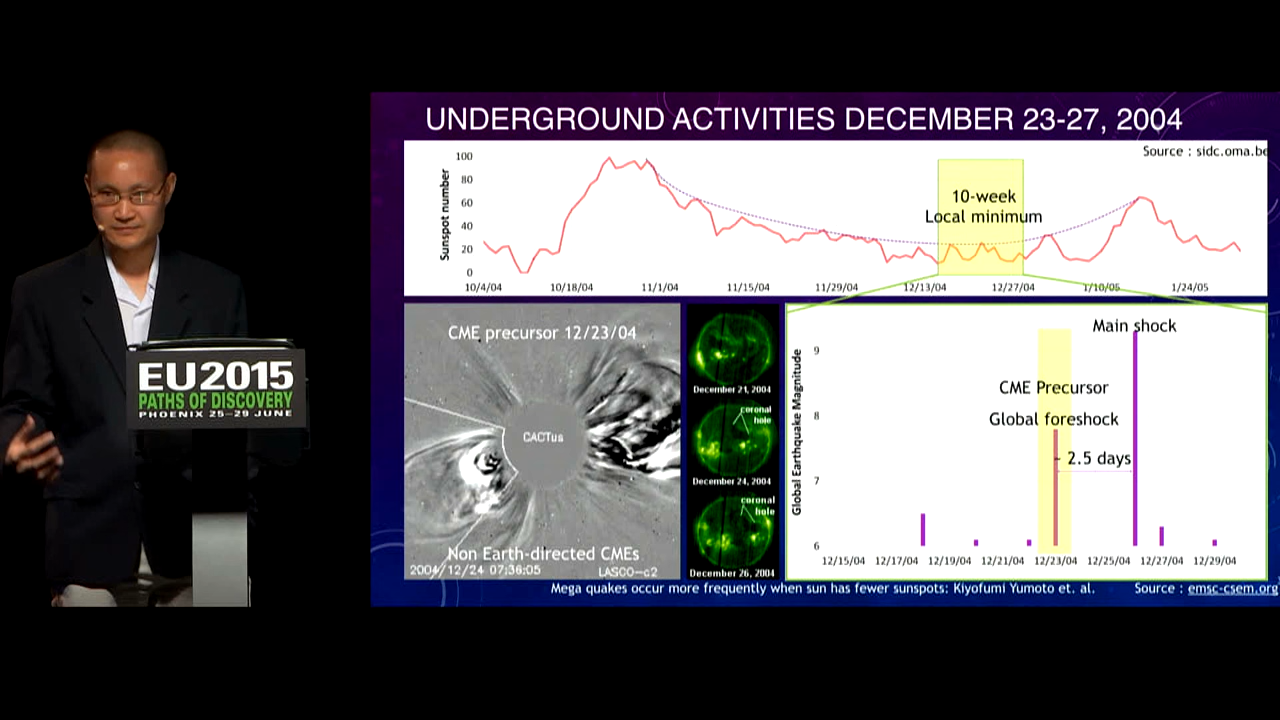 UNDERGROUND ACTIVITIES DECEMBER 23-27, 2004
Source : sidc.oma.be
Sunspot number
100
80
60
40
20
0
10-week
Local minimum
10/4/04 10/18/04 11/1/04 11/15/04 11/29/04 12/13/04 12/27/04 1/10/05 1/24/05
EU2015
PATHS OF DISCOVERY
PHOENIX 25–29 JUNE
CME precursor 12/23/04
CACTus
Non Earth-directed CMEs
2004/12/24 07:36:05 LASCO-c2
December 21, 2004
coronal
hole
December 24, 2004
coronal
hole
December 26, 2004
Global Earthquake Magnitude
9
8
7
6
Main shock
CME Precursor
Global foreshock
~ 2.5 days
12/15/04 12/17/04 12/19/04 12/21/04 12/23/04 12/25/04 12/27/04 12/29/04
Mega quakes occur more frequently when sun has fewer sunspots: Kiyofumi Yumoto et. al. Source : emsc-csem.org